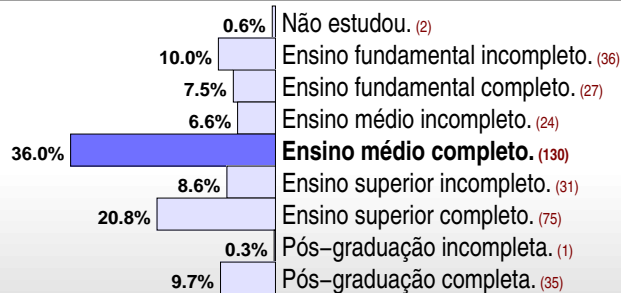 0.6% Não estudou. (2)
10.0% Ensino fundamental incompleto. (36)
7.5% Ensino fundamental completo. (27)
6.6% Ensino médio incompleto. (24)
36.0% Ensino médio completo. (130)
8.6% Ensino superior incompleto. (31)
20.8% Ensino superior completo. (75)
0.3% Pós−graduação incompleta. (1)
9.7% Pós−graduação completa. (35)